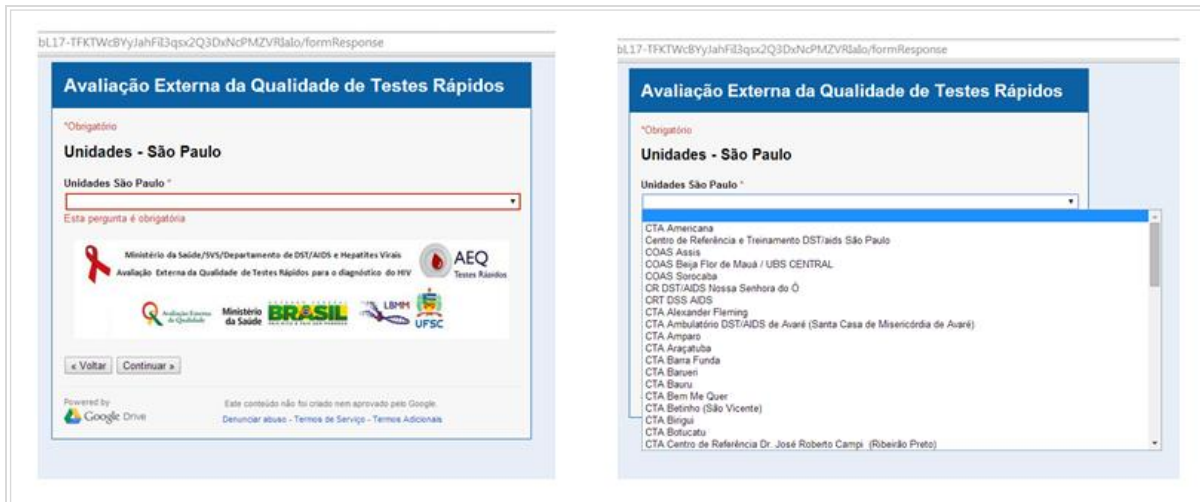 bL17-TFKTWcBYyJahFil3qsx2Q3DxNcPMZVRlalo/formResponse
Avaliação Externa da Qualidade de Testes Rápidos
*Obrigatório
Unidades - São Paulo
Unidades São Paulo *
Esta pergunta é obrigatória
Ministério da Saúde/SVS/Departamento de DST/AIDS e Hepatites Virais
Avaliação Externa da Qualidade de Testes Rápidos para o diagnóstico do HIV
AEQ
Testes Rápidos
Avaliação Externa
da Qualidade
Ministério
da Saúde
BRASIL
LBMM
UFSC
« Voltar
Continuar »
Powered by
Google Drive
Este conteúdo não foi criado nem aprovado pelo Google.
Denunciar abuso - Termos de Serviço - Termos Adicionais
bL17-TFKTWcBYyJahFil3qsx2Q3DxNcPMZVRlalo/formResponse
Avaliação Externa da Qualidade de Testes Rápidos
*Obrigatório
Unidades - São Paulo
Unidades São Paulo *
CTA Americana
Centro de Referência e Treinamento DST/aids São Paulo
COAS Assis
COAS Beija Flor de Mauá / UBS CENTRAL
COAS Sorocaba
CR DST/AIDS Nossa Senhora do Ó
CRT DSS AIDS
CTA Alexander Fleming
CTA Ambulatório DST/AIDS de Avaré (Santa Casa de Misericórdia de Avaré)
CTA Amparo
CTA Araçatuba
CTA Barra Funda
CTA Barueri
CTA Bauru
CTA Bem Me Quer
CTA Betinho (São Vicente)
CTA Birigui
CTA Botucatu
CTA Centro de Referência Dr. José Roberto Campi (Ribeirão Preto)